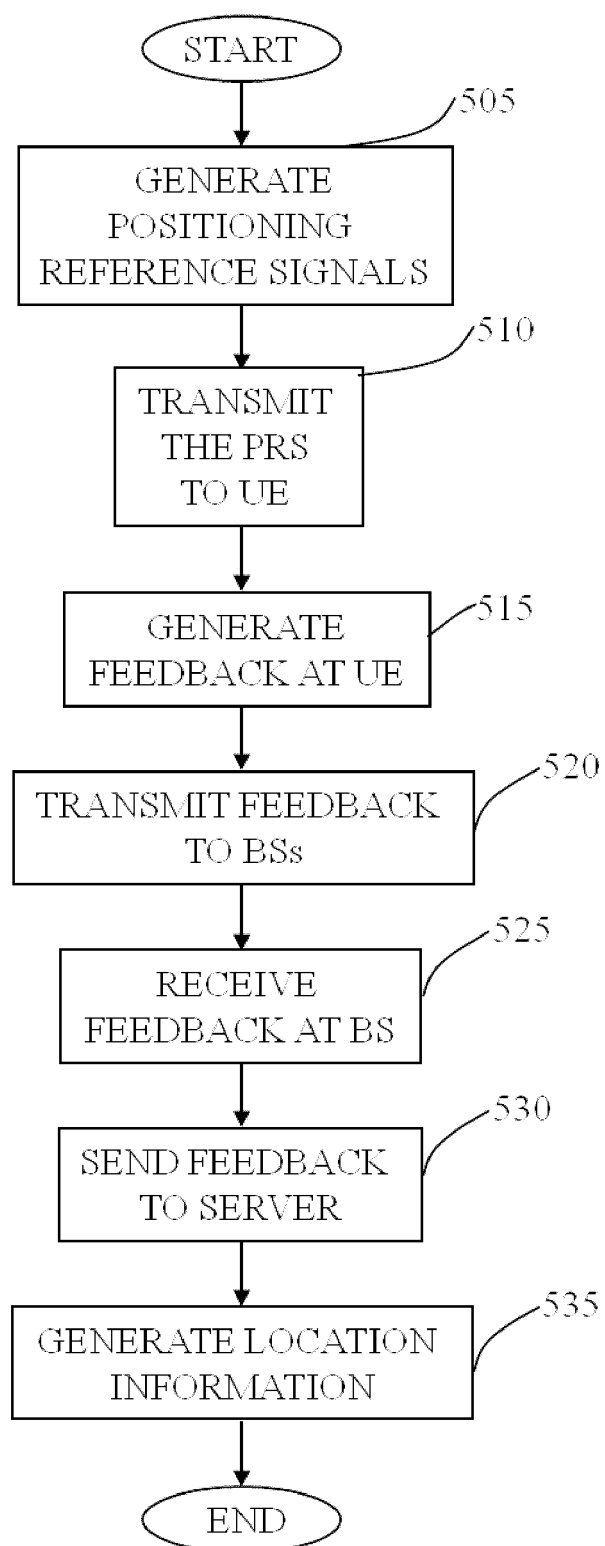 START
505
GENERATE
POSITIONING
REFERENCE SIGNALS
510
TRANSMIT
THE PRS
TO UE
515
GENERATE
FEEDBACK AT UE
520
TRANSMIT FEEDBACK
TO BSs
525
RECEIVE
FEEDBACK AT BS
530
SEND FEEDBACK
TO SERVER
535
GENERATE LOCATION
INFORMATION
END